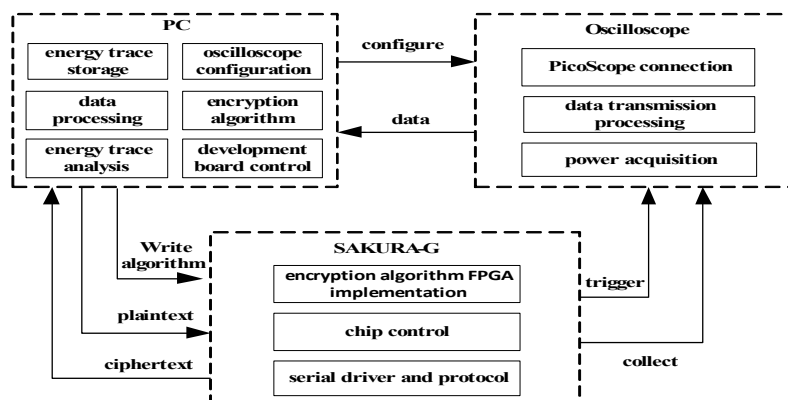 PC
energy trace
storage
oscilloscope
configuration
data
processing
encryption
algorithm
energy trace
analysis
development
board control
configure
data
Oscilloscope
PicoScope connection
data transmission
processing
power acquisition
Write
algorithm
plaintext
ciphertext
SAKURA-G
encryption algorithm FPGA
implementation
chip control
serial driver and protocol
trigger
collect